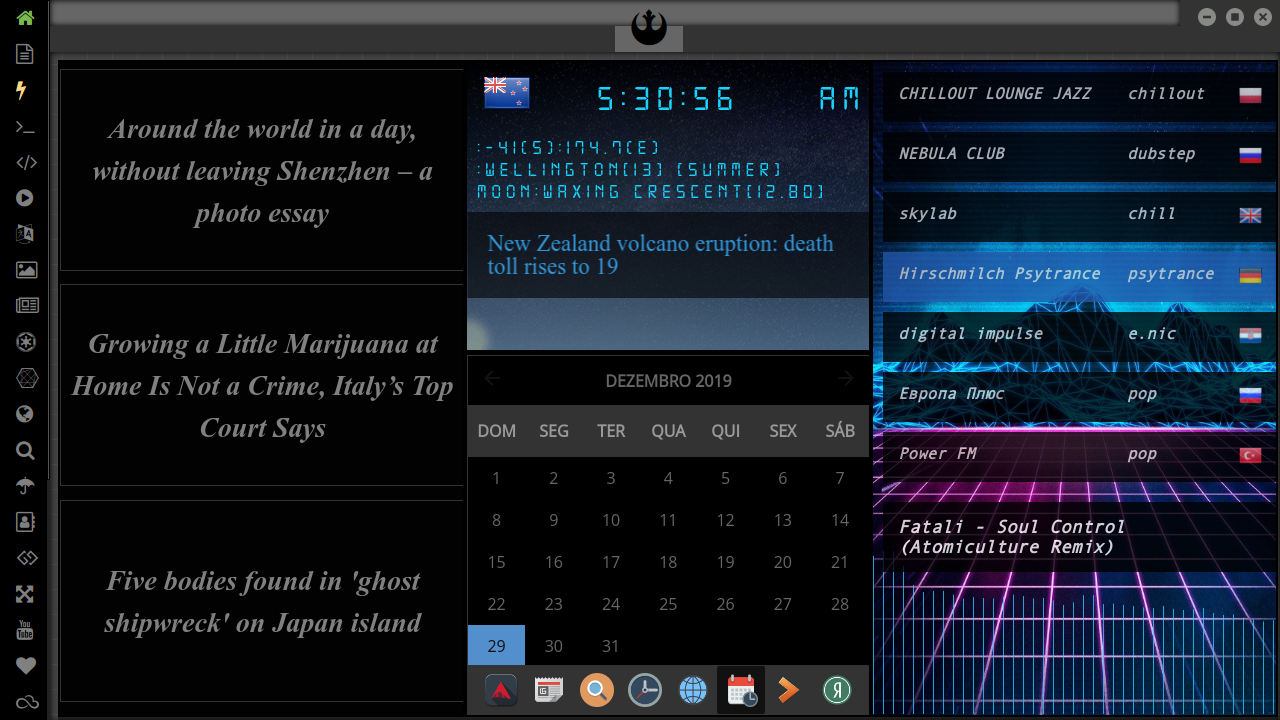 Around the world in a day,
without leaving Shenzhen – a
photo essay
Growing a Little Marijuana at
Home Is Not a Crime, Italy’s Top
Court Says
Five bodies found in 'ghost
shipwreck' on Japan island
5:30:56 AM
:-41(S):174.7(E)
:WELLINGTON(13) (SUMMER)
MOON:WAXING CRESCENT(12.80)
New Zealand volcano eruption: death
toll rises to 19
DEZEMBRO 2019
DOM SEG TER QUA QUI SEX SÁB
1 2 3 4 5 6 7
8 9 10 11 12 13 14
15 16 17 18 19 20 21
22 23 24 25 26 27 28
29 30 31
CHILLOUT LOUNGE JAZZ chillout
NEBULA CLUB dubstep
skylab chill
Hirschmilch Psytrance psytrance
digital impulse e.nic
Европа Плюс pop
Power FM pop
Fatali - Soul Control
(Atomiculture Remix)
You
Tube
Я